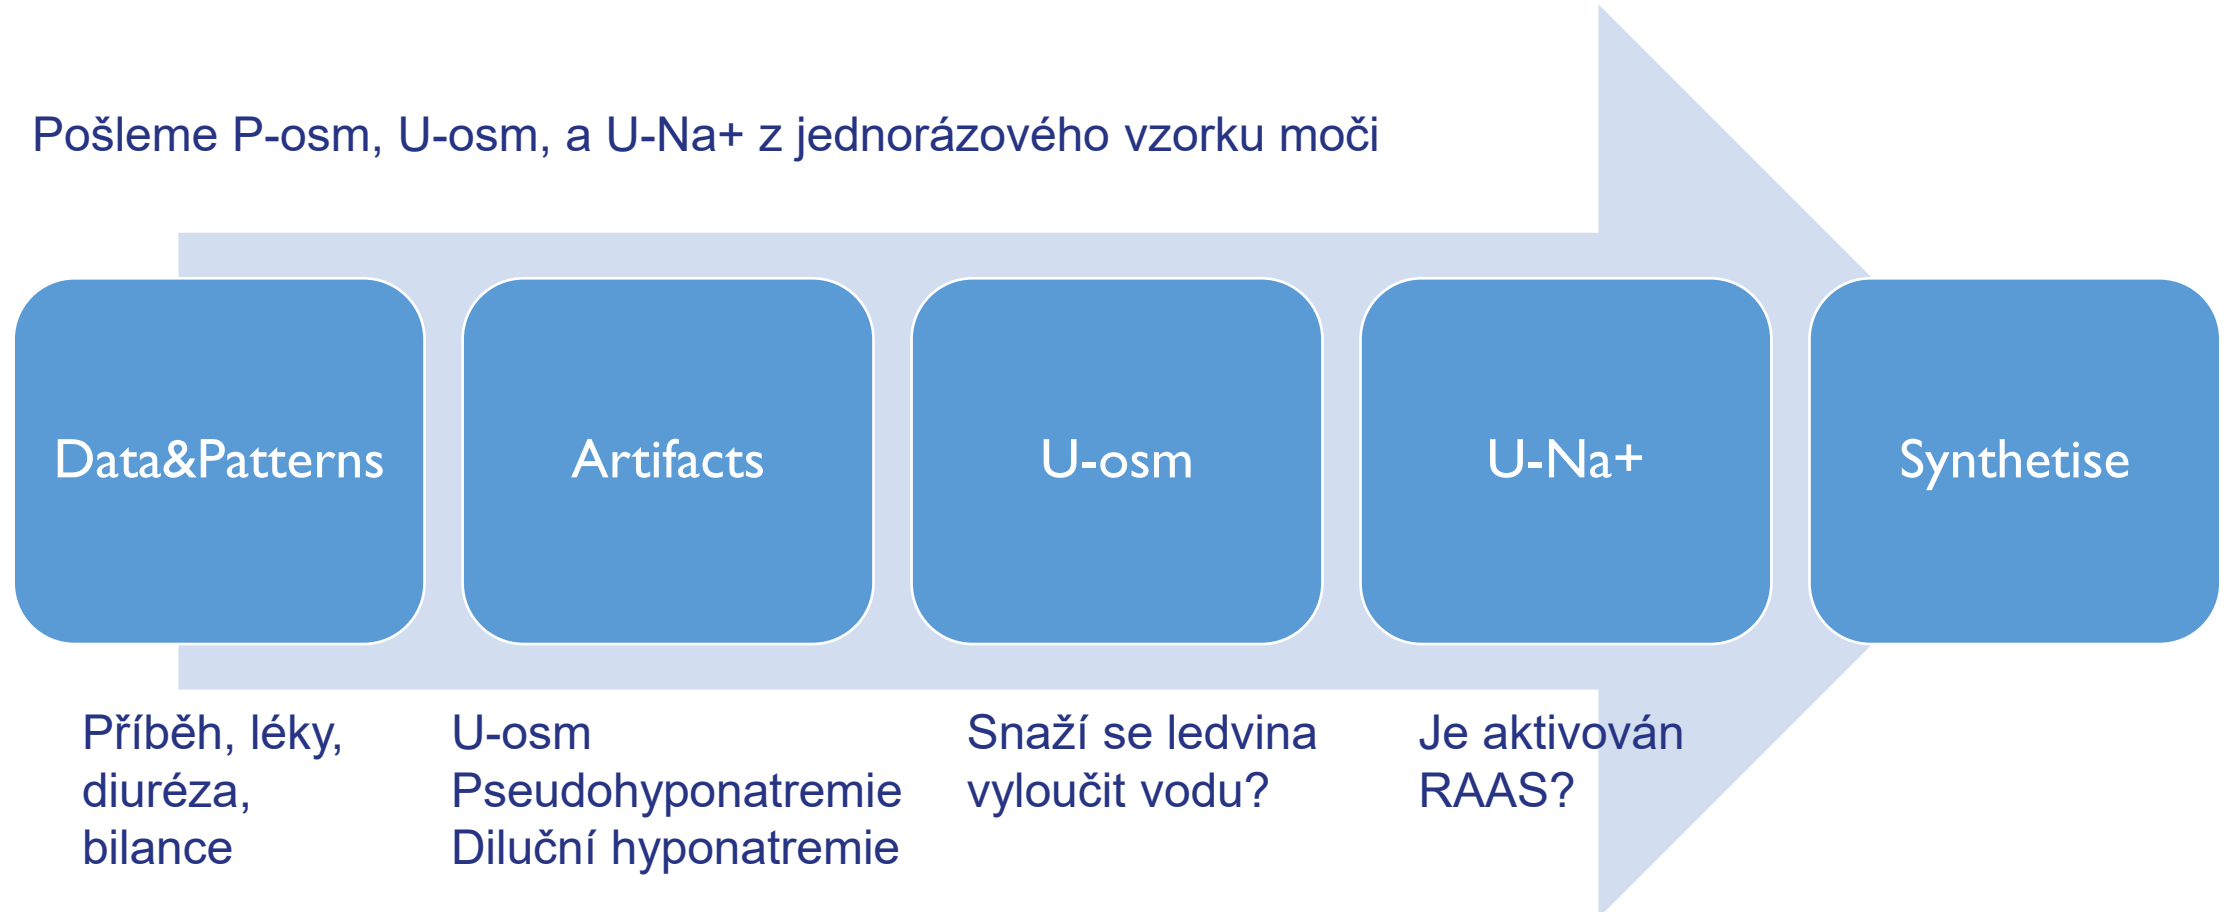 Pošleme P-osm, U-osm, a U-Na+ z jednorázového vzorku moči
Data&Patterns
Artifacts
U-osm
U-Na+
Synthetise
Příběh, léky,
diuréza,
bilance
U-osm
Pseudohyponatremie
Diluční hyponatremie
Snaží se ledvina
vyloučit vodu?
Je aktivován
RAAS?